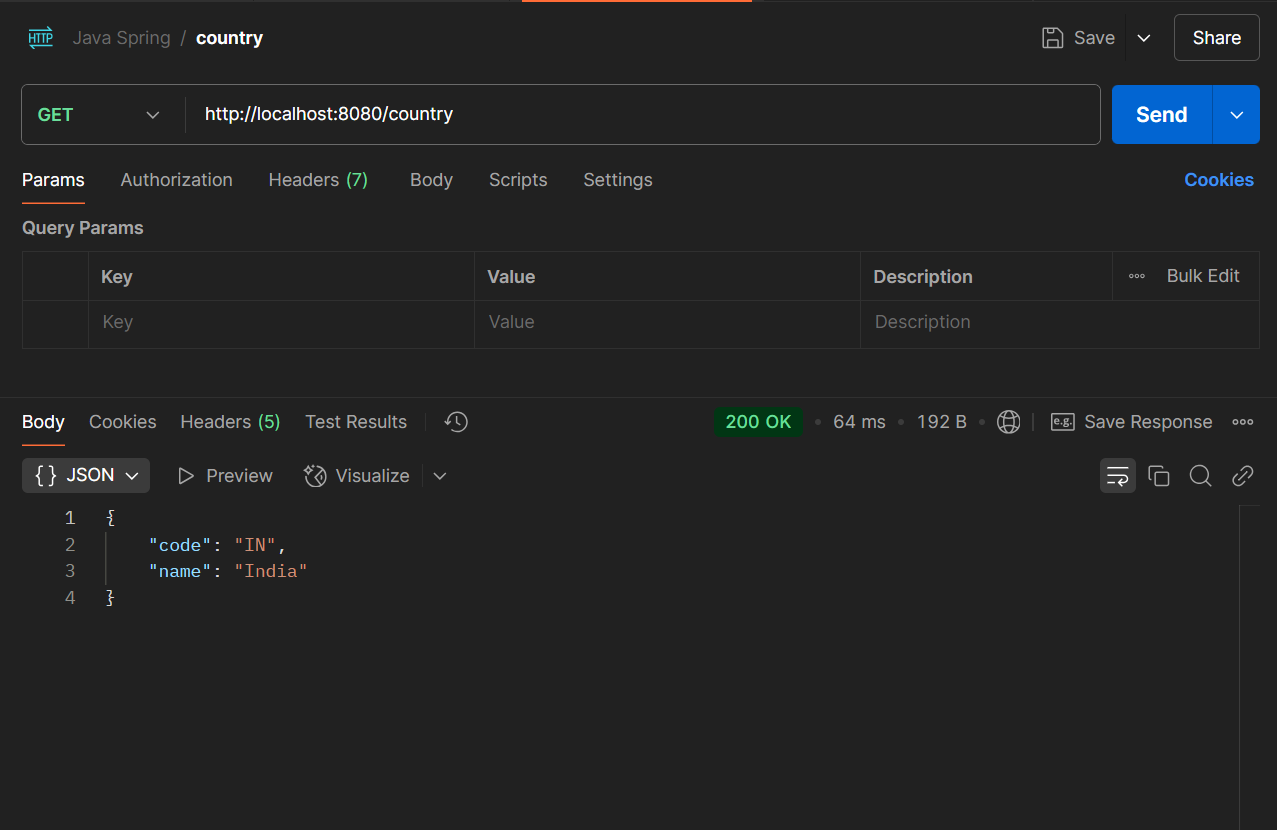 HTTP Java Spring / country Save Share
GET http://localhost:8080/country Send
Params Authorization Headers (7) Body Scripts Settings Cookies
Query Params
Key Value Description Bulk Edit
Key Value Description
Body Cookies Headers (5) Test Results 200 OK • 64 ms • 192 B • e.g. Save Response
{} JSON Preview Visualize
1 {
2 "code": "IN",
3 "name": "India"
4 }